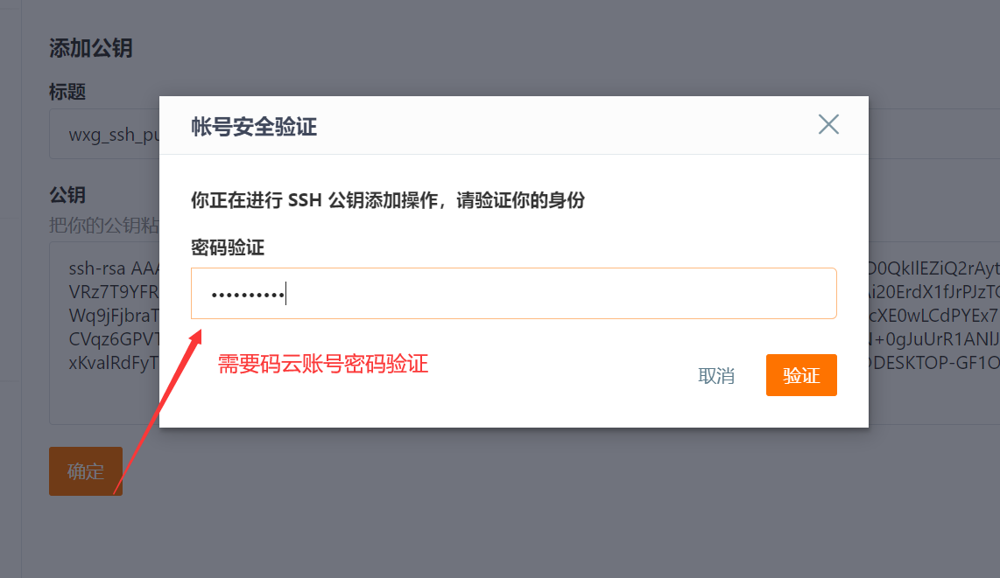 添加公钥
标题
wxg_ssh_pu
帐号安全验证
你正在进行 SSH 公钥添加操作，请验证你的身份
公钥
把你的公钥粘
密码验证
••••••••••
ssh-rsa AAA
D0QkIlEZiQ2rAyt
VRz7T9YFR
Ai20ErdX1fJrPJzTC
Wq9jFjbraT
cXE0wLCdPYEx7
CVqz6GPVT
N+0gJuUrR1ANlJ
xKvalRdFyT
DDESKTOP-GF1O
需要码云账号密码验证
取消
验证
确定